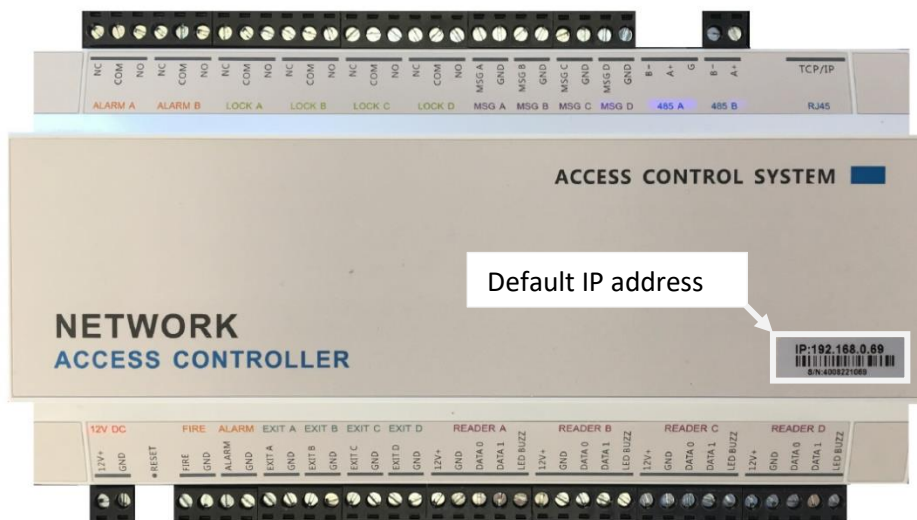 NC COM NO NC COM NO NC COM NO NC COM NO NC COM NO NC COM NO MSG A GND MSG B GND MSG C GND MSG D GND B- A+ G B- A+ TCP/IP
ALARM A ALARM B LOCK A LOCK B LOCK C LOCK D MSG A MSG B MSG C MSG D 485 A 485 B RJ45
ACCESS CONTROL SYSTEM
Default IP address
NETWORK
ACCESS CONTROLLER
IP:192.168.0.69
S/N:4008221069
12V DC FIRE ALARM EXIT A EXIT B EXIT C EXIT D READER A READER B READER C READER D
12V+ GND *RESET FIRE GND ALARM GND EXIT A GND EXIT B GND EXIT C GND EXIT D GND 12V+ GND DATA 0 DATA 1 LED BUZZ 12V+ GND DATA 0 DATA 1 LED BUZZ 12V+ GND DATA 0 DATA 1 LED BUZZ 12V+ GND DATA 0 DATA 1 LED BUZZ